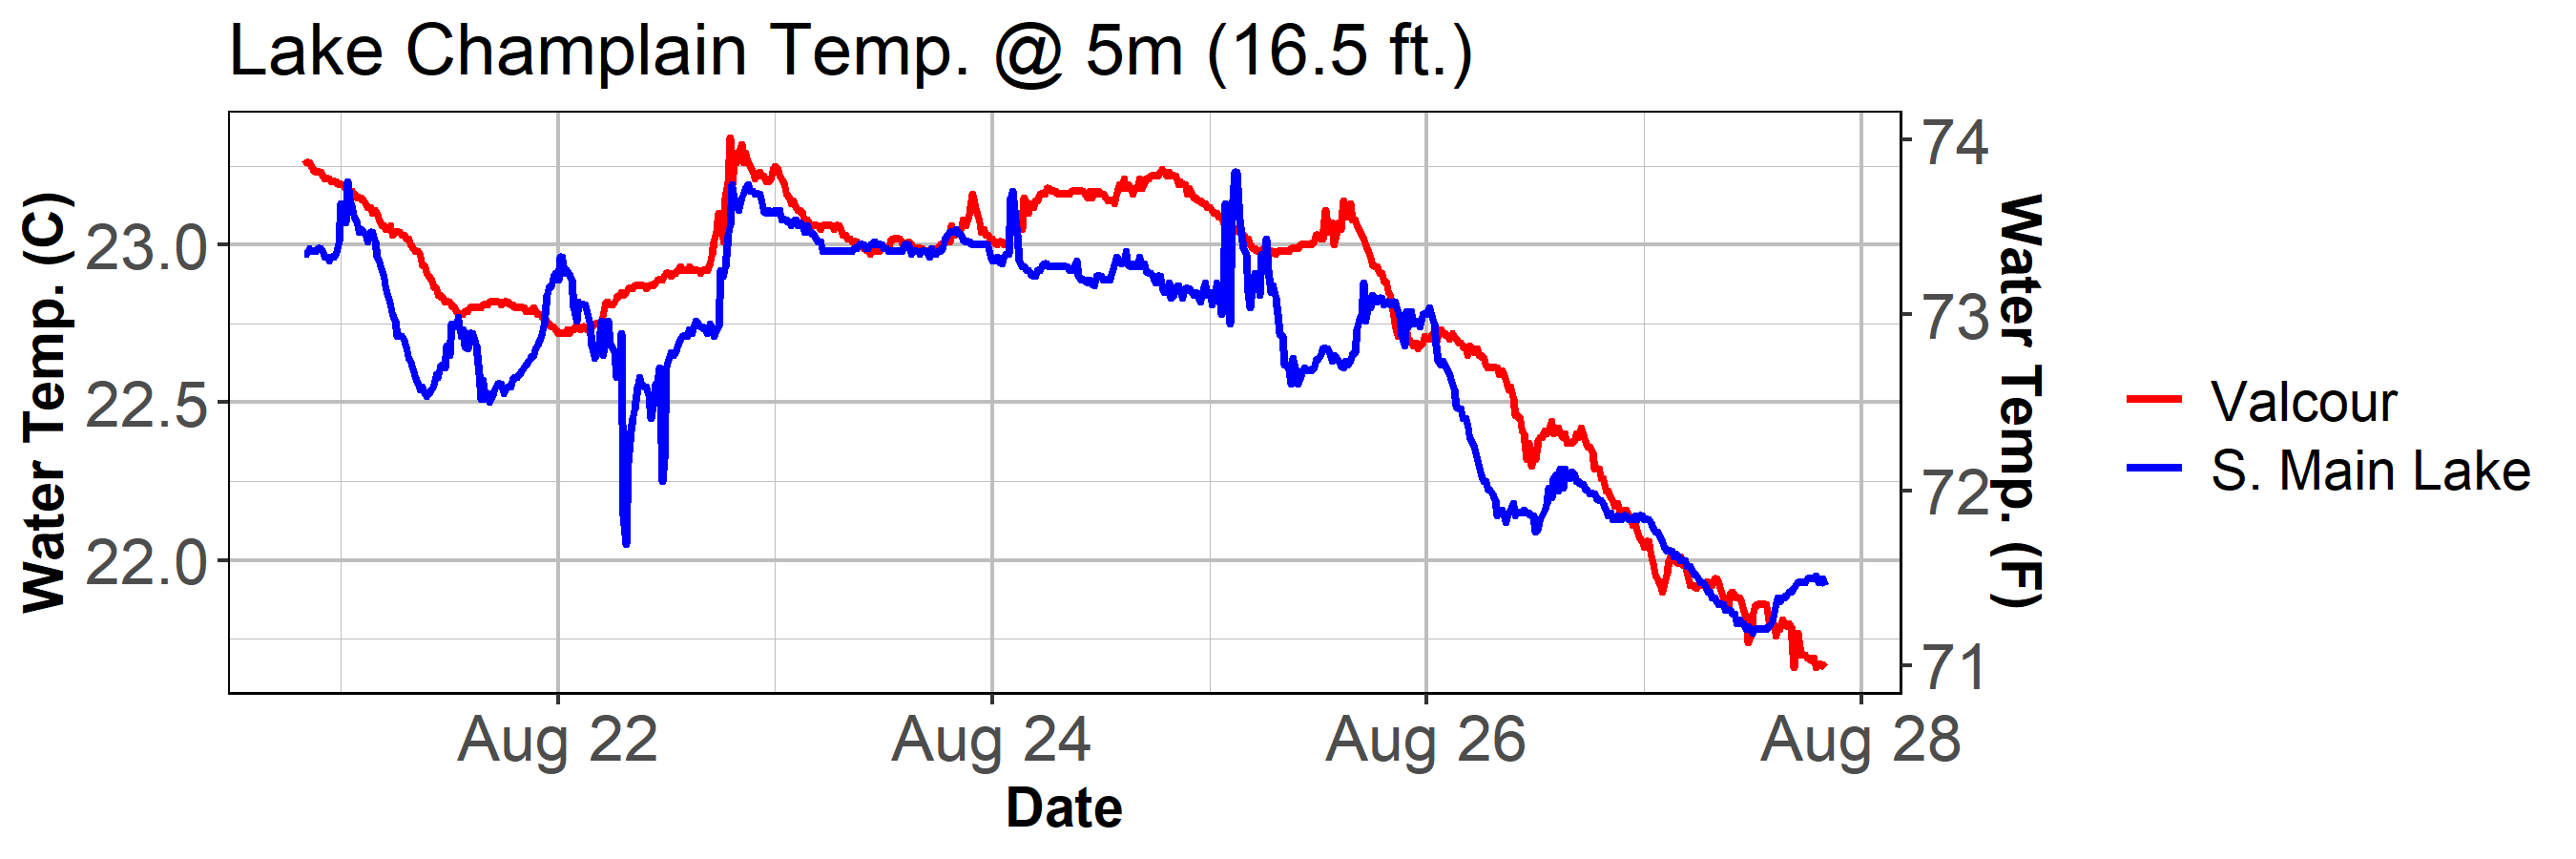 Lake Champlain Temp. @ 5m (16.5 ft.)
Water Temp. (C)
23.0
22.5
22.0
74
73
72
71
Water Temp. (F)
Aug 22
Aug 24
Aug 26
Aug 28
Date
Valcour
S. Main Lake